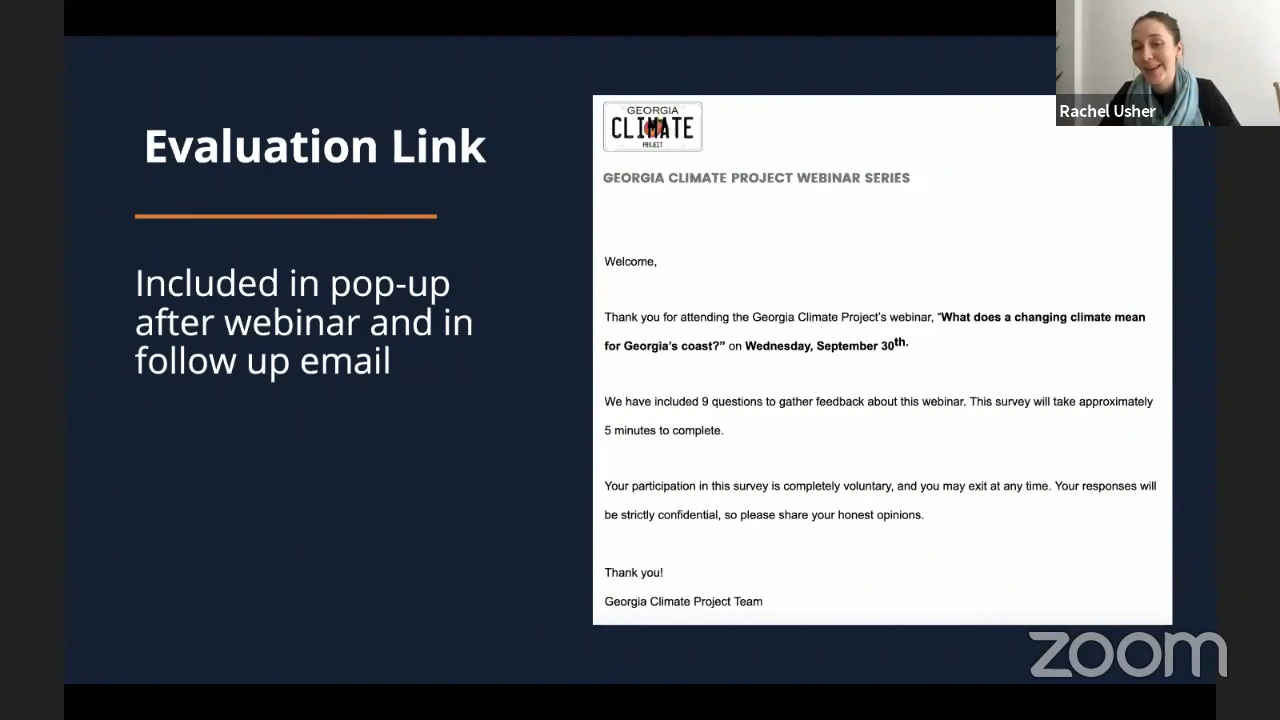 Evaluation Link
Included in pop-up
after webinar and in
follow up email
GEORGIA
CLIMATE
PROJECT
GEORGIA CLIMATE PROJECT WEBINAR SERIES
Welcome,
Thank you for attending the Georgia Climate Project's webinar, “What does a changing climate mean
for Georgia's coast?” on Wednesday, September 30th.
We have included 9 questions to gather feedback about this webinar. This survey will take approximately
5 minutes to complete.
Your participation in this survey is completely voluntary, and you may exit at any time. Your responses will
be strictly confidential, so please share your honest opinions.
Thank you!
Georgia Climate Project Team
Rachel Usher
zoom